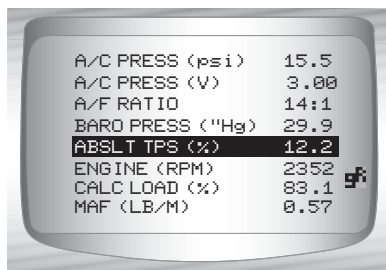 A/C PRESS (psi) 15.5
A/C PRESS (V) 3.00
A/F RATIO 14:1
BARO PRESS ("Hg) 29.9
ABSLT TPS (%) 12.2
ENGINE (RPM) 2352
CALC LOAD (%) 83.1
MAF (LB/M) 0.57